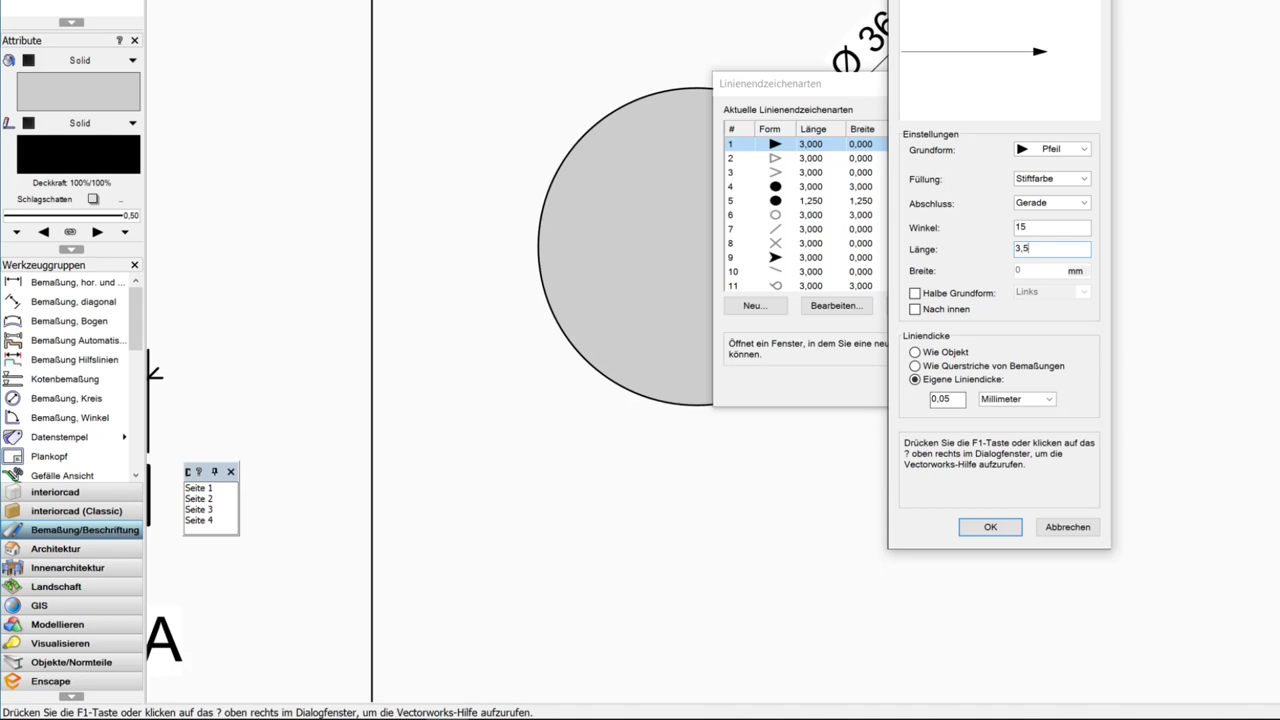 Attribute ? ✕
Solid
Solid
Deckkraft: 100%/100%
Schlagschatten ..
0,50
Werkzeuggruppen
Bemaßung, hor. und ...
Bemaßung, diagonal
Bemaßung, Bogen
Bemaßung Automatis...
Bemaßung Hilfslinien
Kotenbemaßung
Bemaßung, Kreis
Bemaßung, Winkel
Datenstempel
Plankopf
Gefälle Ansicht
interiorcad
interiorcad (Classic)
Bemaßung/Beschriftung
Architektur
Innenarchitektur
Landschaft
GIS
Modellieren
Visualisieren
Objekte/Normteile
Enscape
A
Seite 1
Seite 2
Seite 3
Seite 4
Ø 36
Linienendzeichenarten
Aktuelle Linienendzeichenarten
# Form Länge Breite
1 3,000 0,000
2 3,000 0,000
3 3,000 0,000
4 3,000 3,000
5 1,250 1,250
6 3,000 3,000
7 3,000 0,000
8 3,000 0,000
9 3,000 0,000
10 3,000 0,000
11 3,000 3,000
Neu... Bearbeiten...
Öffnet ein Fenster, in dem Sie eine neu
können.
Einstellungen
Grundform: Pfeil
Füllung: Stiftfarbe
Abschluss: Gerade
Winkel: 15
Länge: 3,5
Breite: 0 mm
Halbe Grundform: Links
Nach innen
Liniendicke
Wie Objekt
Wie Querstriche von Bemaßungen
Eigene Liniendicke:
0,05 Millimeter
Drücken Sie die F1-Taste oder klicken auf das
? oben rechts im Dialogfenster, um die
Vectorworks-Hilfe aufzurufen.
OK Abbrechen
Drücken Sie die F1-Taste oder klicken auf das ? oben rechts im Dialogfenster, um die Vectorworks-Hilfe aufzurufen.